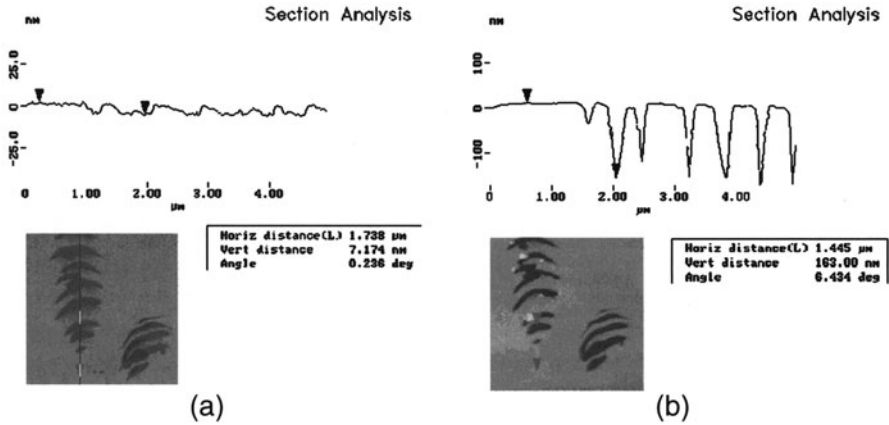 nm
Section Analysis
25.0
0
-25.0
0
1.00
2.00
3.00
4.00
µm
Horiz distance(L) 1.738 µm
Vert distance 7.174 nm
Angle 0.236 deg
(a)
nm
Section Analysis
100
0
-100
0
1.00
2.00
3.00
4.00
µm
Horiz distance(L) 1.445 µm
Vert distance 163.00 nm
Angle 6.434 deg
(b)